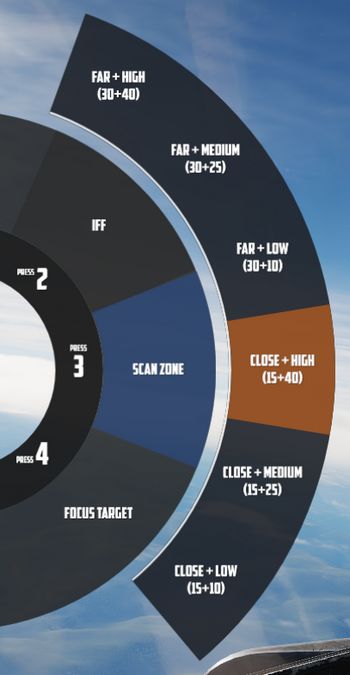 FAR + HIGH
(30+40)
FAR + MEDIUM
(30+25)
FAR + LOW
(30+10)
IFF
PRESS 2
PRESS
3
SCAN ZONE
CLOSE + HIGH
(15+40)
PRESS 4
FOCUS TARGET
CLOSE + MEDIUM
(15+25)
CLOSE + LOW
(15+10)